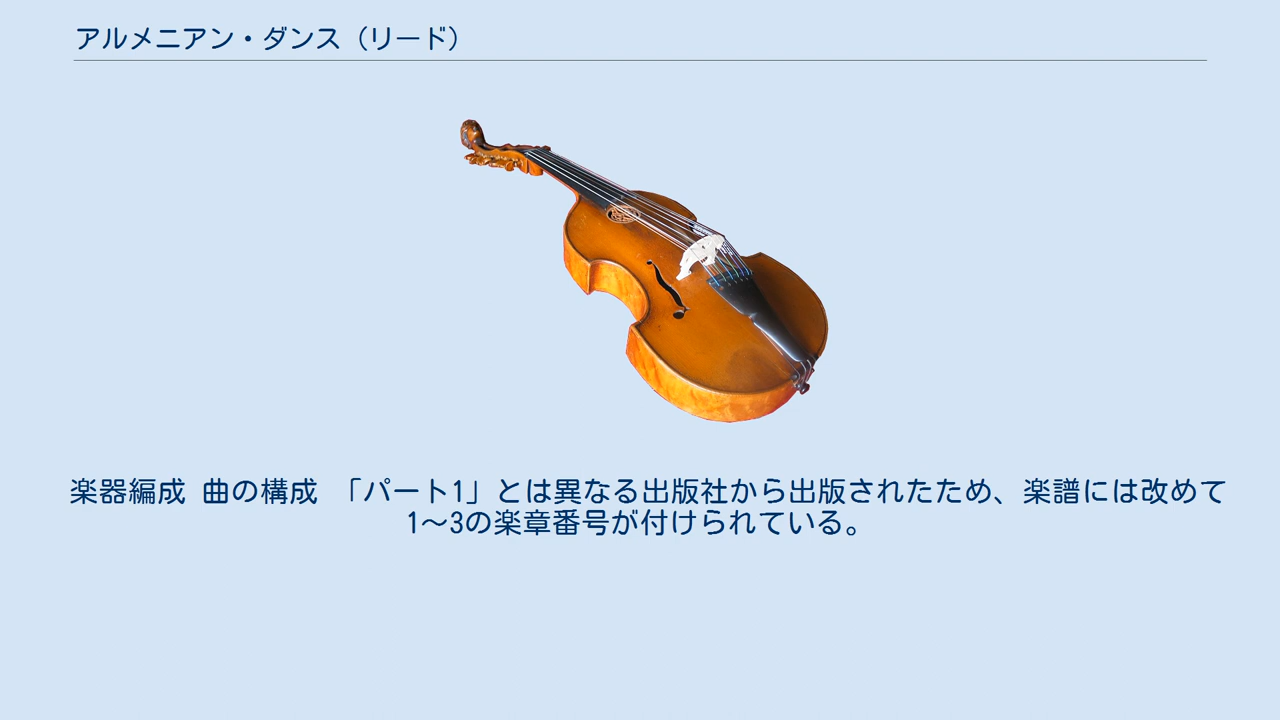 アルメニアン・ダンス（リード）
楽器編成 曲の構成 「パート1」とは異なる出版社から出版されたため、楽譜には改めて
1〜3の楽章番号が付けられている。